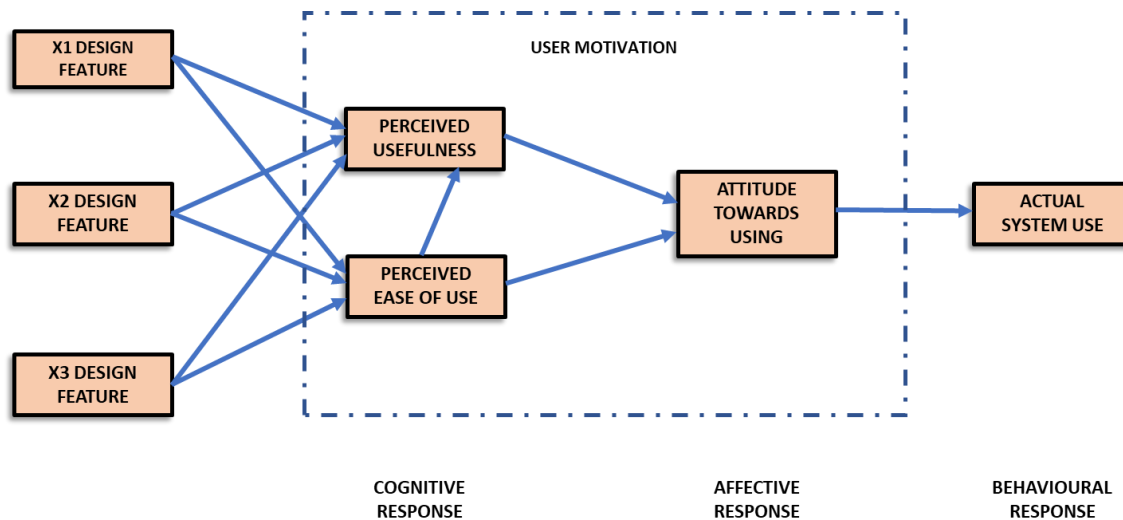 X1 DESIGN
FEATURE
USER MOTIVATION
PERCEIVED
USEFULNESS
X2 DESIGN
FEATURE
ATTITUDE
TOWARDS
USING
ACTUAL
SYSTEM USE
PERCEIVED
EASE OF USE
X3 DESIGN
FEATURE
COGNITIVE
RESPONSE
AFFECTIVE
RESPONSE
BEHAVIOURAL
RESPONSE